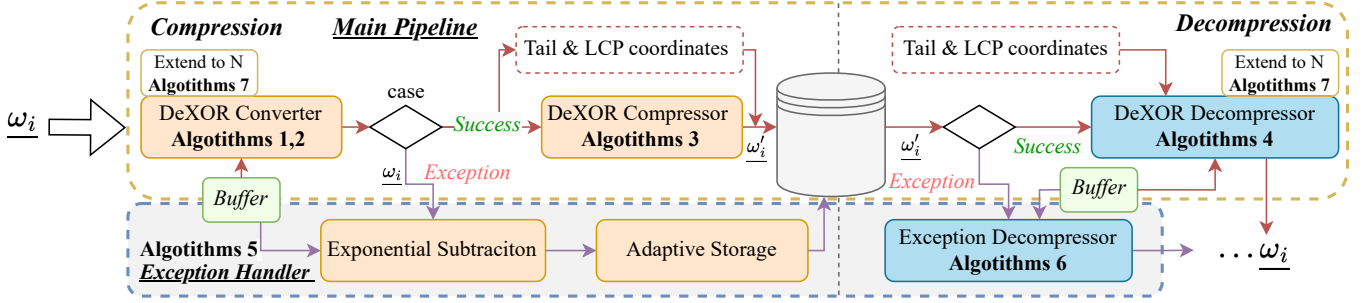 Compression
Main Pipeline
Decompression
Extend to N
Algotithms 7
case
Tail & LCP coordinates
Tail & LCP coordinates
Extend to N
Algotithms 7
ω_i
DeXOR Converter
Algotithms 1,2
Success
DeXOR Compressor
Algotithms 3
ω'_i
ω'_i
Success
DeXOR Decompressor
Algotithms 4
ω_i
Exception
Exception
Buffer
Buffer
Algotithms 5
Exception Handler
Exponential Subtraciton
Adaptive Storage
Exception Decompressor
Algotithms 6
...ω_i